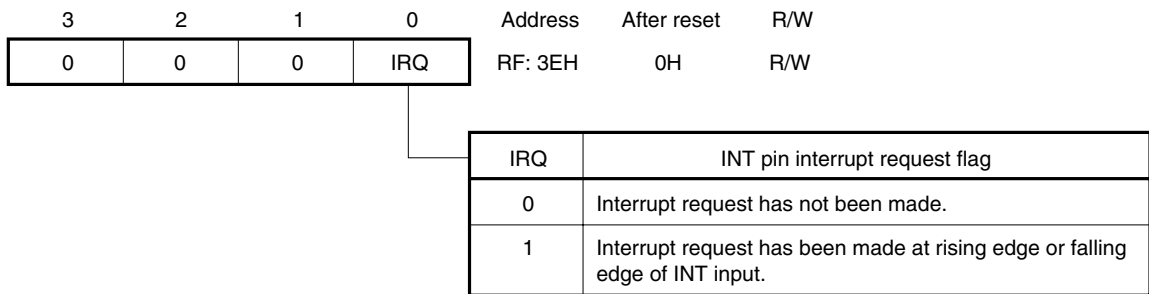 3 2 1 0 Address After reset R/W
0 0 0 IRQ RF: 3EH 0H R/W
IRQ INT pin interrupt request flag
0 Interrupt request has not been made.
1 Interrupt request has been made at rising edge or falling
edge of INT input.